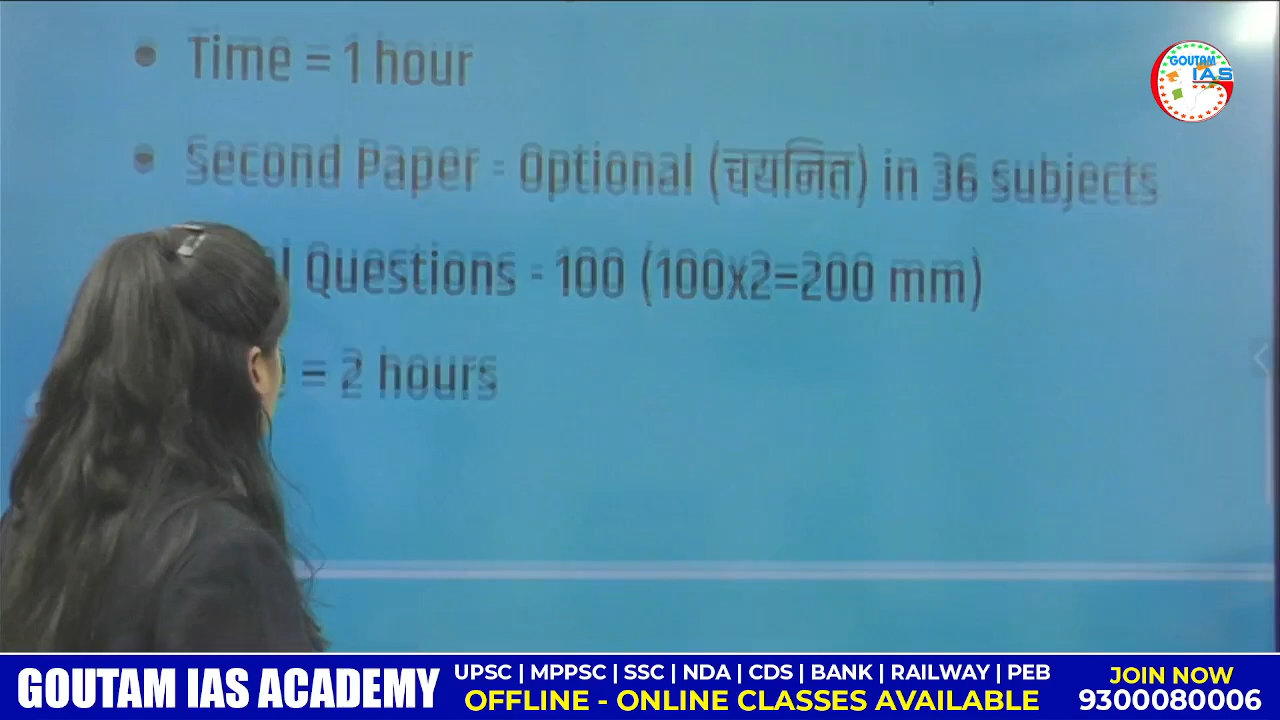 Time = 1 hour
GOUTAM
IAS
Second Paper = Optional (चयनित) in 36 subjects
Questions = 100 (100x2=200 mm)
= 2 hours
GOUTAM IAS ACADEMY
UPSC | MPPSC | SSC | NDA | CDS | BANK | RAILWAY | PEB
OFFLINE - ONLINE CLASSES AVAILABLE
JOIN NOW
9300080006